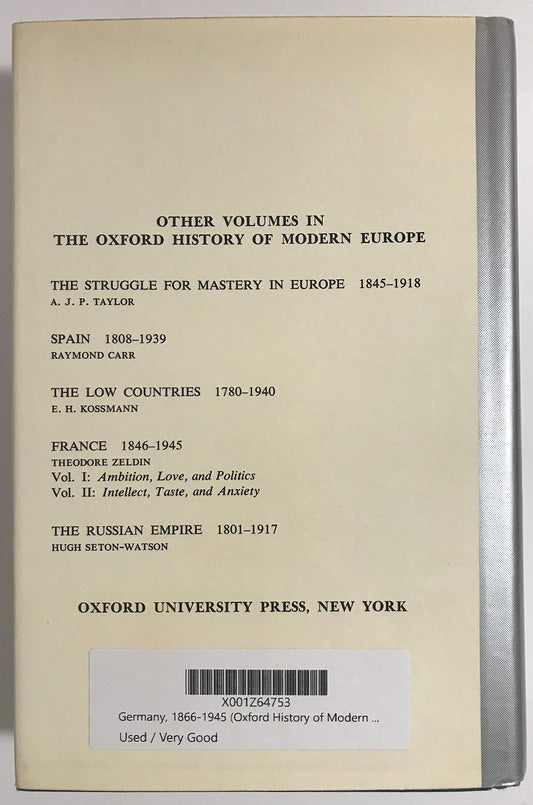 OTHER VOLUMES IN
THE OXFORD HISTORY OF MODERN EUROPE
THE STRUGGLE FOR MASTERY IN EUROPE 1845–1918
A. J. P. TAYLOR
SPAIN 1808–1939
RAYMOND CARR
THE LOW COUNTRIES 1780–1940
E. H. KOSSMANN
FRANCE 1846–1945
THEODORE ZELDIN
Vol. I: Ambition, Love, and Politics
Vol. II: Intellect, Taste, and Anxiety
THE RUSSIAN EMPIRE 1801–1917
HUGH SETON-WATSON
OXFORD UNIVERSITY PRESS, NEW YORK
X001Z64753
Germany, 1866-1945 (Oxford History of Modern ...
Used / Very Good